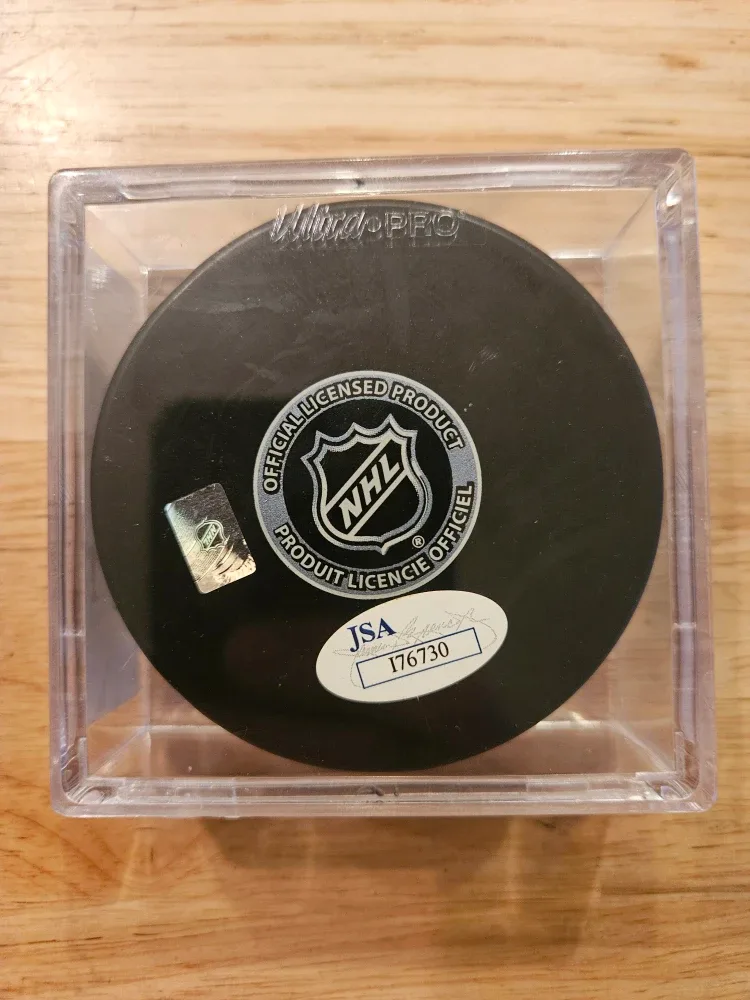 Ultra•PRO
OFFICIAL LICENSED PRODUCT
NHL
®
PRODUIT LICENCIE OFFICIEL
JSA
I76730